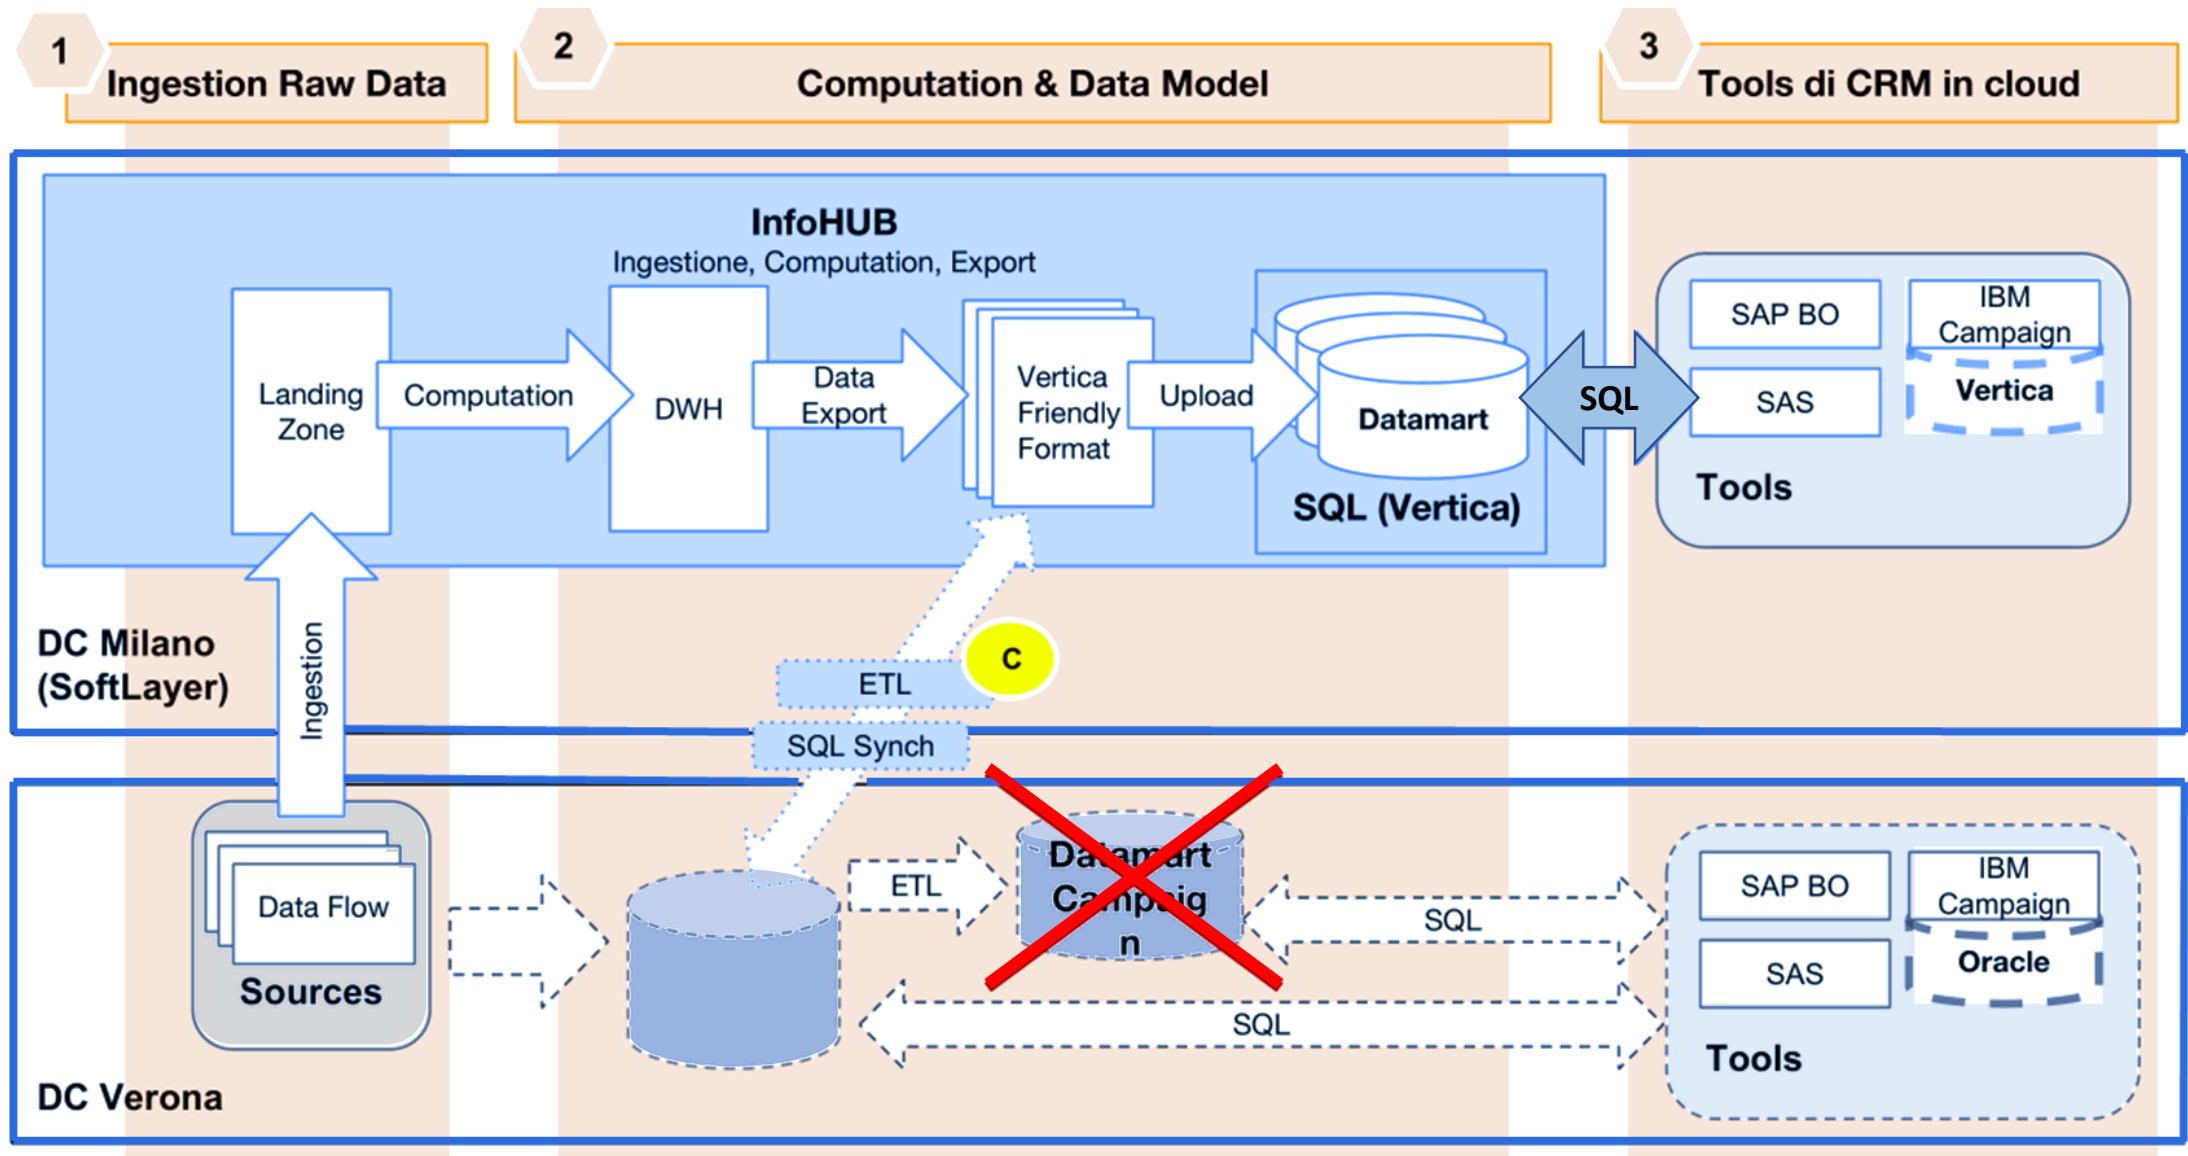 1
Ingestion Raw Data
2
Computation & Data Model
3
Tools di CRM in cloud
InfoHUB
Ingestione, Computation, Export
Landing
Zone
Computation
DWH
Data
Export
Vertica
Friendly
Format
Upload
Datamart
SQL (Vertica)
SQL
SAP BO
IBM
Campaign
SAS
Vertica
Tools
DC Milano
(SoftLayer)
Ingestion
ETL
C
SQL Synch
Data Flow
Sources
ETL
Datamart
Campaig
n
SQL
SQL
SAP BO
IBM
Campaign
SAS
Oracle
Tools
DC Verona